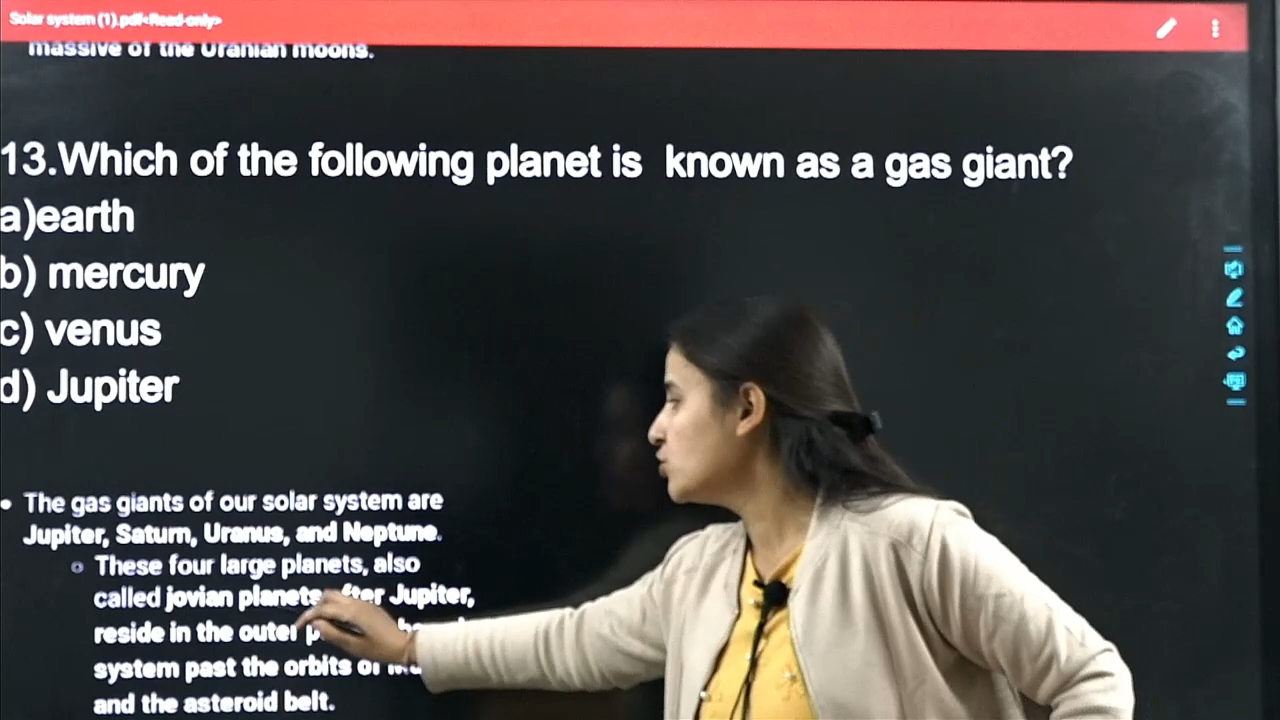 Solar system (1).pdf<Read-only>
massive of the Uranian moons.
13.Which of the following planet is known as a gas giant?
a)earth
b) mercury
c) venus
d) Jupiter
• The gas giants of our solar system are
Jupiter, Saturn, Uranus, and Neptune.
These four large planets, also
called jovian planets after Jupiter,
reside in the outer
system past the orbits of
and the asteroid belt.